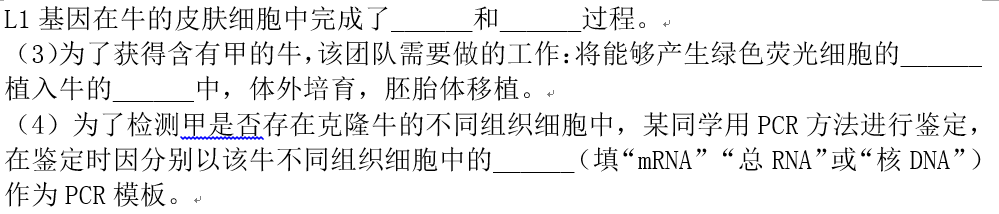 L1 基因在牛的皮肤细胞中完成了______和______过程。
（3)为了获得含有甲的牛,该团队需要做的工作:将能够产生绿色荧光细胞的______
植入牛的______中，体外培育，胚胎体移植。
（4）为了检测甲是否存在克隆牛的不同组织细胞中，某同学用 PCR 方法进行鉴定，
在鉴定时因分别以该牛不同组织细胞中的______（填“mRNA”“总 RNA”或“核 DNA”）
作为 PCR 模板。